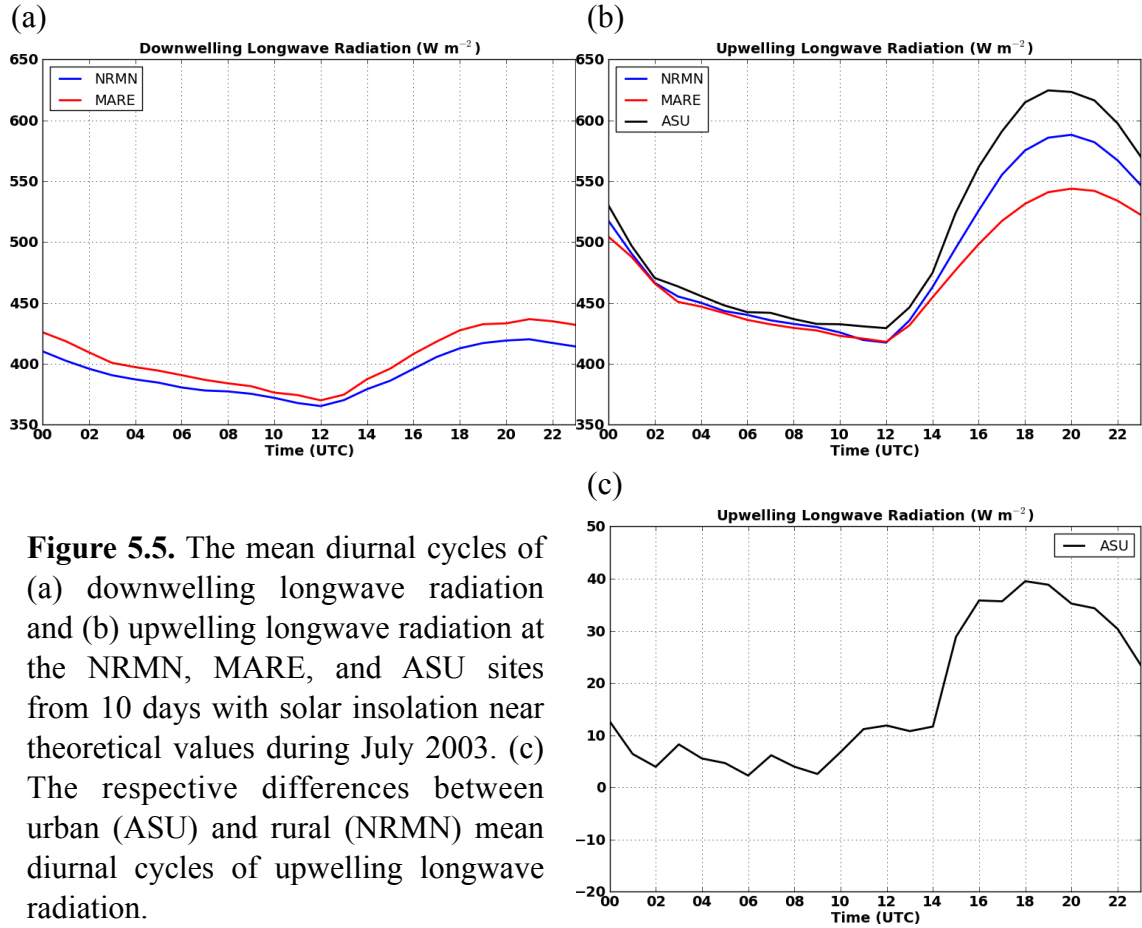 (a)
Downwelling Longwave Radiation (W m⁻²)
650
600
550
500
450
400
350
NRMN
MARE
00 02 04 06 08 10 12 14 16 18 20 22
Time (UTC)
(b)
Upwelling Longwave Radiation (W m⁻²)
650
600
550
500
450
400
350
NRMN
MARE
ASU
00 02 04 06 08 10 12 14 16 18 20 22
Time (UTC)
(c)
Upwelling Longwave Radiation (W m⁻²)
50
40
30
20
10
0
−10
−20
ASU
00 02 04 06 08 10 12 14 16 18 20 22
Time (UTC)
Figure 5.5. The mean diurnal cycles of
(a) downwelling longwave radiation
and (b) upwelling longwave radiation at
the NRMN, MARE, and ASU sites
from 10 days with solar insolation near
theoretical values during July 2003. (c)
The respective differences between
urban (ASU) and rural (NRMN) mean
diurnal cycles of upwelling longwave
radiation.